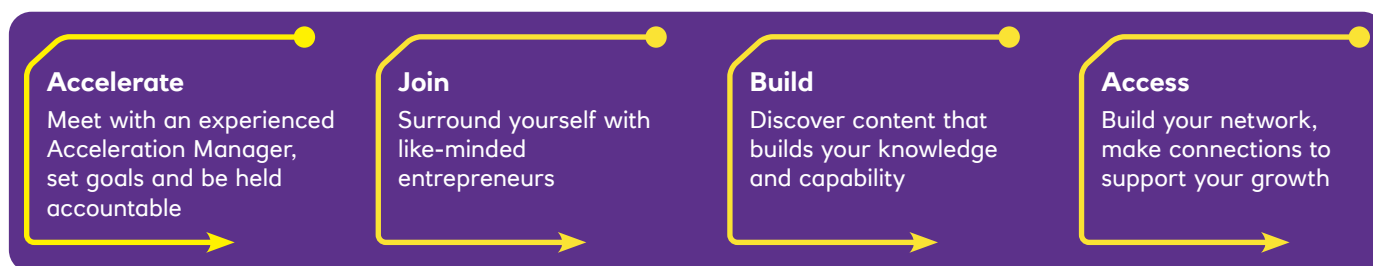 Accelerate
Meet with an experienced
Acceleration Manager,
set goals and be held
accountable
Join
Surround yourself with
like-minded
entrepreneurs
Build
Discover content that
builds your knowledge
and capability
Access
Build your network,
make connections to
support your growth